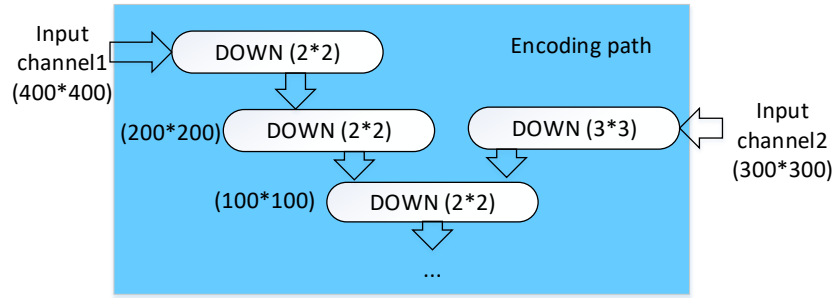 Input
channel1
(400*400)
DOWN (2*2)
Encoding path
(200*200)
DOWN (2*2)
DOWN (3*3)
Input
channel2
(300*300)
(100*100)
DOWN (2*2)
...